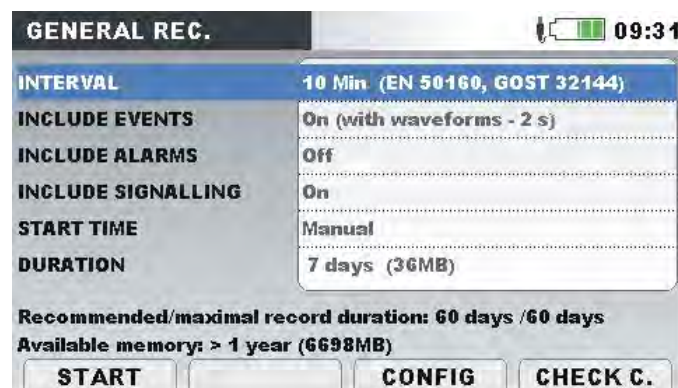 GENERAL REC. 09:31
INTERVAL 10 Min (EN 50160, GOST 32144)
INCLUDE EVENTS On (with waveforms - 2 s)
INCLUDE ALARMS Off
INCLUDE SIGNALLING On
START TIME Manual
DURATION 7 days (36MB)
Recommended/maximal record duration: 60 days /60 days
Available memory: > 1 year (6698MB)
START CONFIG CHECK C.